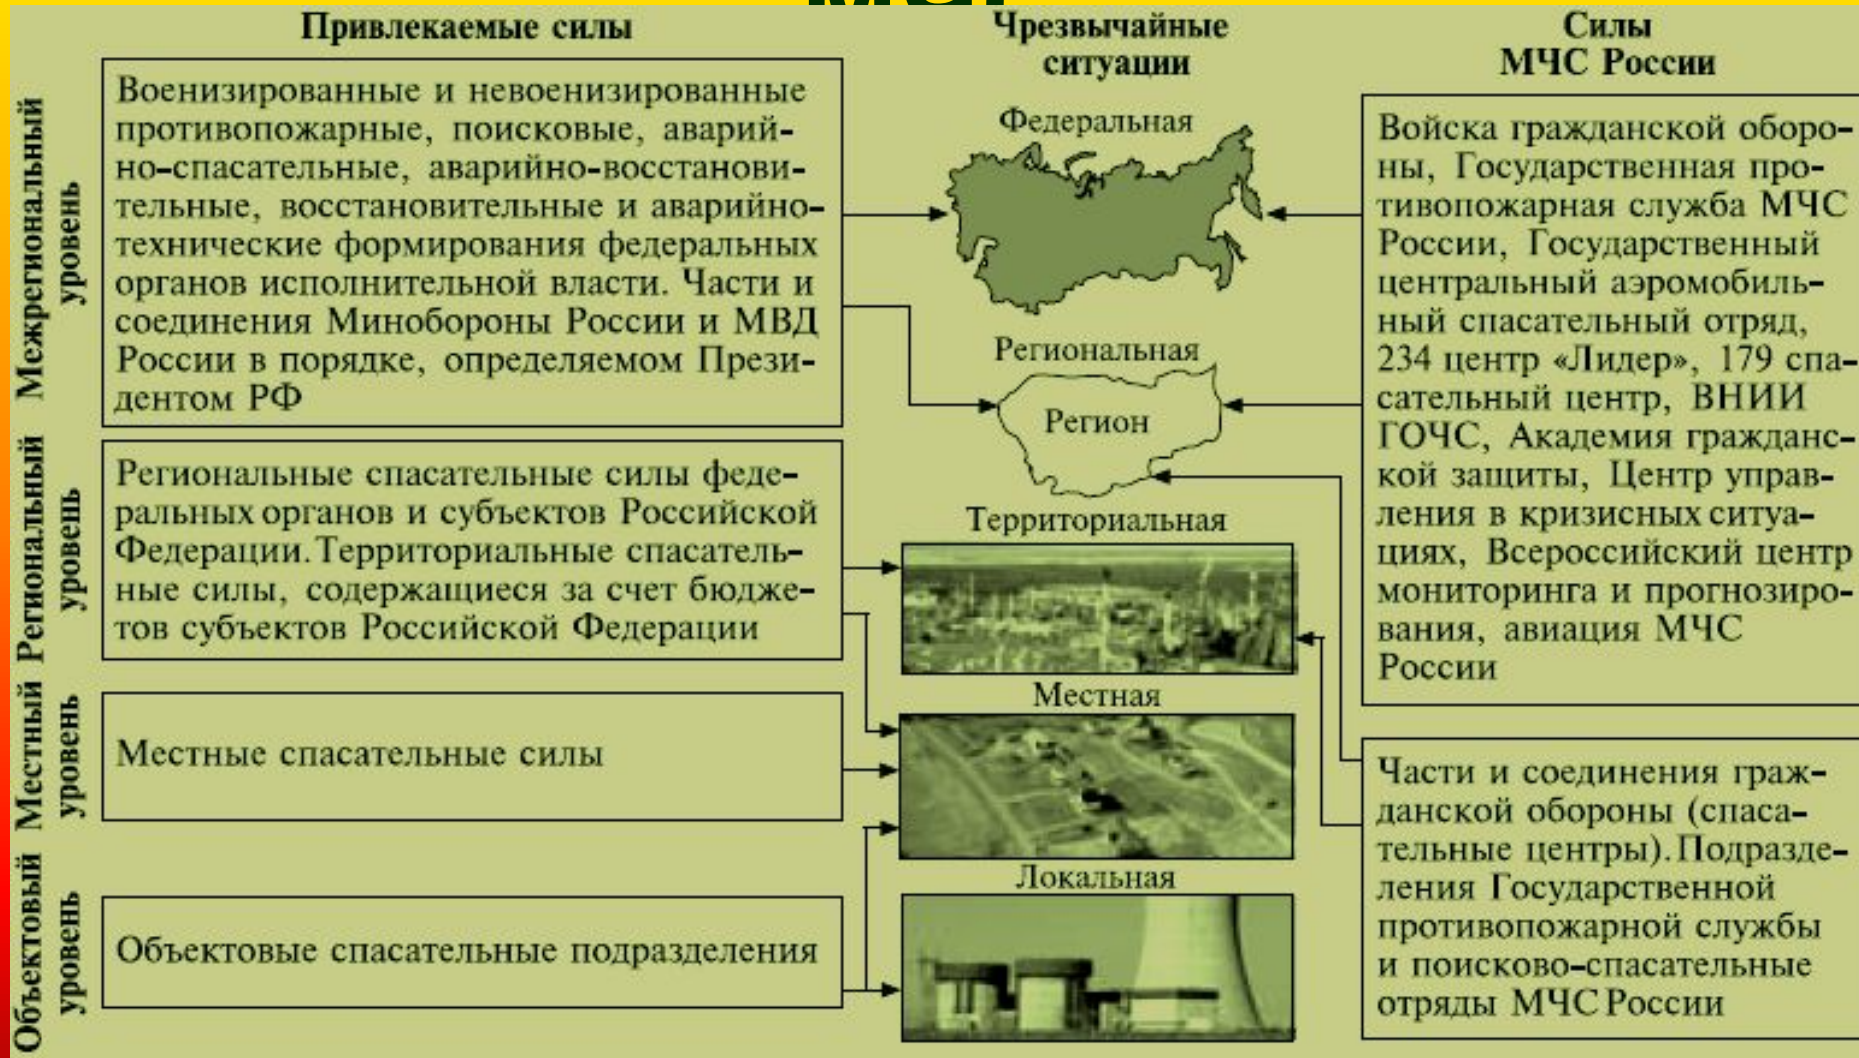 Привлекаемые силы
Чрезвычайные
ситуации
Силы
МЧС России
Межрегиональный
уровень
Военизированные и невоенизированные
противопожарные, поисковые, аварий-
но-спасательные, аварийно-восстанови-
тельные, восстановительные и аварийно-
технические формирования федеральных
органов исполнительной власти. Части и
соединения Минобороны России и МВД
России в порядке, определяемом Прези-
дентом РФ
Региональный
уровень
Региональные спасательные силы феде-
ральных органов и субъектов Российской
Федерации. Территориальные спасатель-
ные силы, содержащиеся за счет бюдже-
тов субъектов Российской Федерации
Местный
уровень
Местные спасательные силы
Объектовый
уровень
Объектовые спасательные подразделения
Федеральная
Региональная
Регион
Территориальная
Местная
Локальная
Войска гражданской оборо-
ны, Государственная про-
тивопожарная служба МЧС
России, Государственный
центральный аэромобиль-
ный спасательный отряд,
234 центр «Лидер», 179 спа-
сательный центр, ВНИИ
ГОЧС, Академия гражданс-
кой защиты, Центр управ-
ления в кризисных ситуа-
циях, Всероссийский центр
мониторинга и прогнозиро-
вания, авиация МЧС
России
Части и соединения граж-
данской обороны (спаса-
тельные центры). Подразде-
ления Государственной
противопожарной службы
и поисково-спасательные
отряды МЧС России